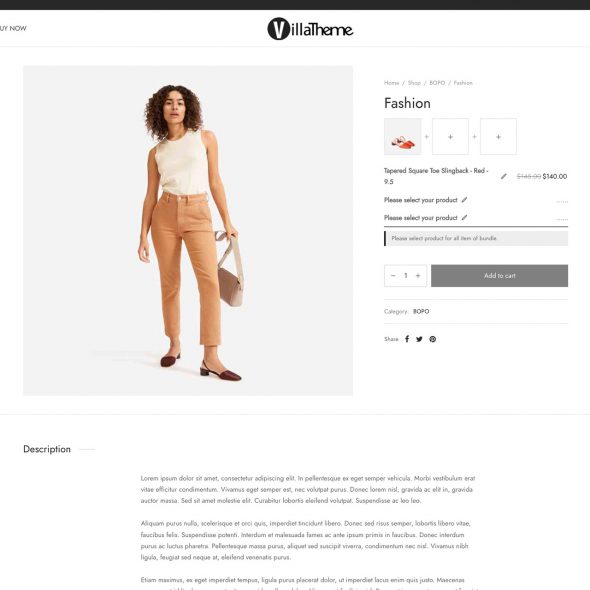 UY NOW
VillaTheme
Home / Shop / BOPO / Fashion
Fashion
+ + + +
Tapered Square Toe Slingback - Red - 9.5
$145.00 $140.00
Please select your product
......
Please select your product
......
Please select product for all item of bundle.
− 1 +
Add to cart
Category: BOPO
Share
Description
Lorem ipsum dolor sit amet, consectetur adipiscing elit. In pellentesque ex eget semper vehicula. Morbi vestibulum erat
vitae efficitur condimentum. Vivamus eget semper est, nec volutpat purus. Donec lorem nisl, gravida ac elit in, gravida
auctor massa. Sed sit amet molestie elit. Curabitur lobortis eleifend volutpat. Suspendisse ac leo leo.
Aliquam purus nulla, scelerisque et orci quis, imperdiet tincidunt libero. Donec sed risus semper, lobortis libero vitae,
faucibus felis. Suspendisse potenti. Interdum et malesuada fames ac ante ipsum primis in faucibus. Donec interdum
purus ac luctus pharetra. Pellentesque massa purus, aliquet sed suscipit viverra, condimentum nec nisl. Vivamus nibh
ligula, feugiat sed neque at, eleifend venenatis purus.
Etiam maximus, ex eget imperdiet tempus, ligula purus placerat dolor, ut imperdiet lacus enim quis justo. Maecenas